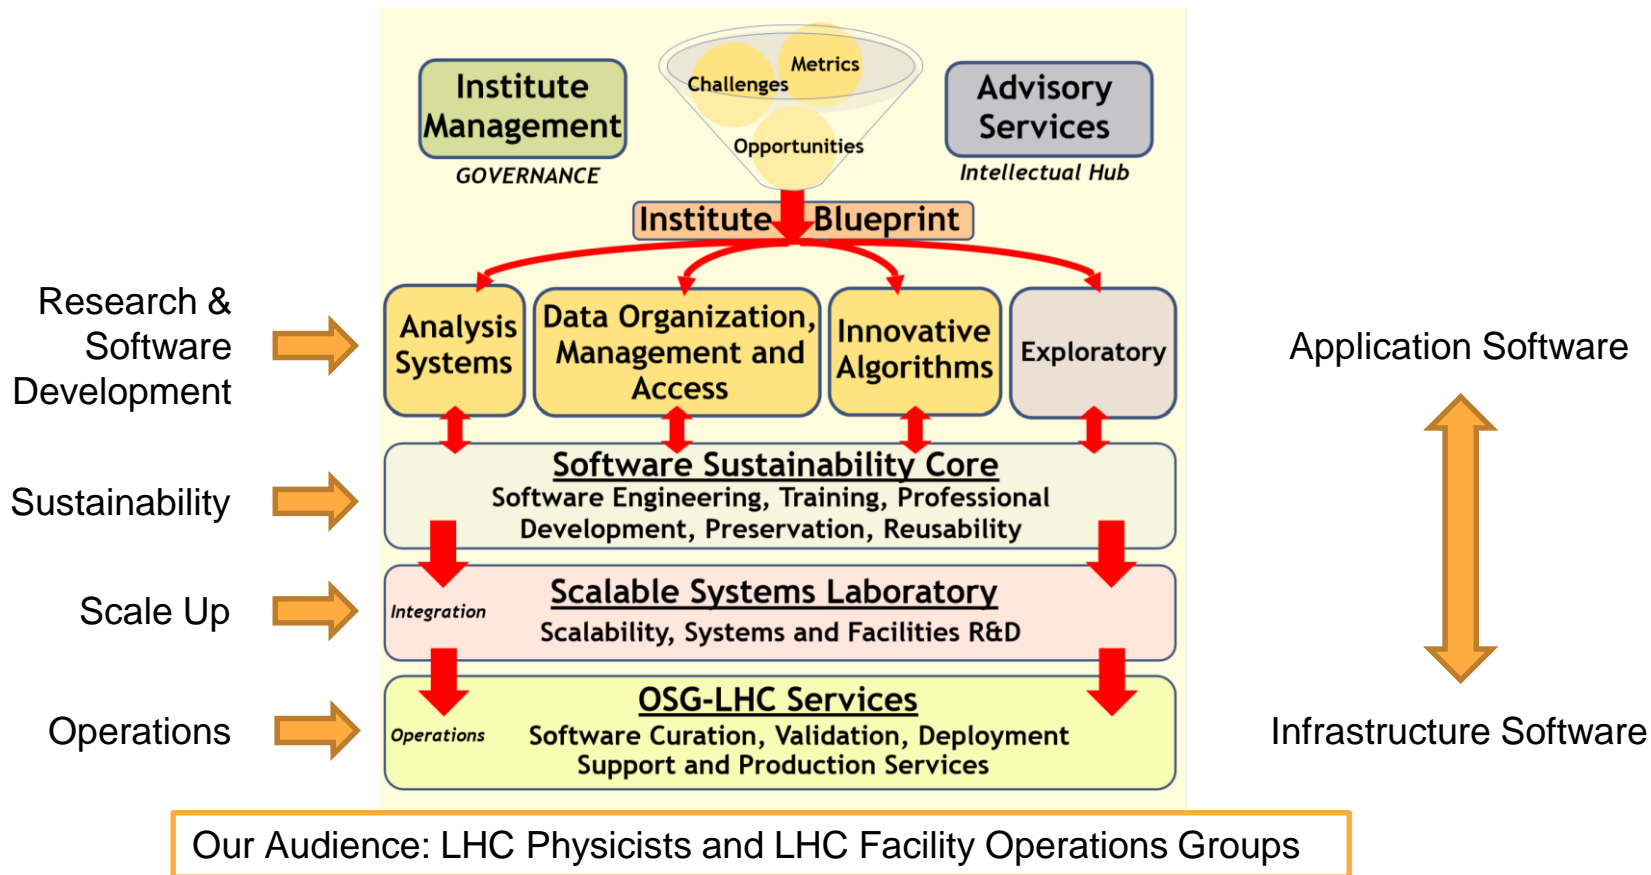 Institute
Management
GOVERNANCE
Challenges
Metrics
Opportunities
Advisory
Services
Intellectual Hub
Institute Blueprint
Research &
Software
Development
Analysis
Systems
Data Organization,
Management and
Access
Innovative
Algorithms
Exploratory
Application Software
Sustainability
Software Sustainability Core
Software Engineering, Training, Professional
Development, Preservation, Reusability
Scale Up
Integration
Scalable Systems Laboratory
Scalability, Systems and Facilities R&D
Operations
Operations
OSG-LHC Services
Software Curation, Validation, Deployment
Support and Production Services
Infrastructure Software
Our Audience: LHC Physicists and LHC Facility Operations Groups